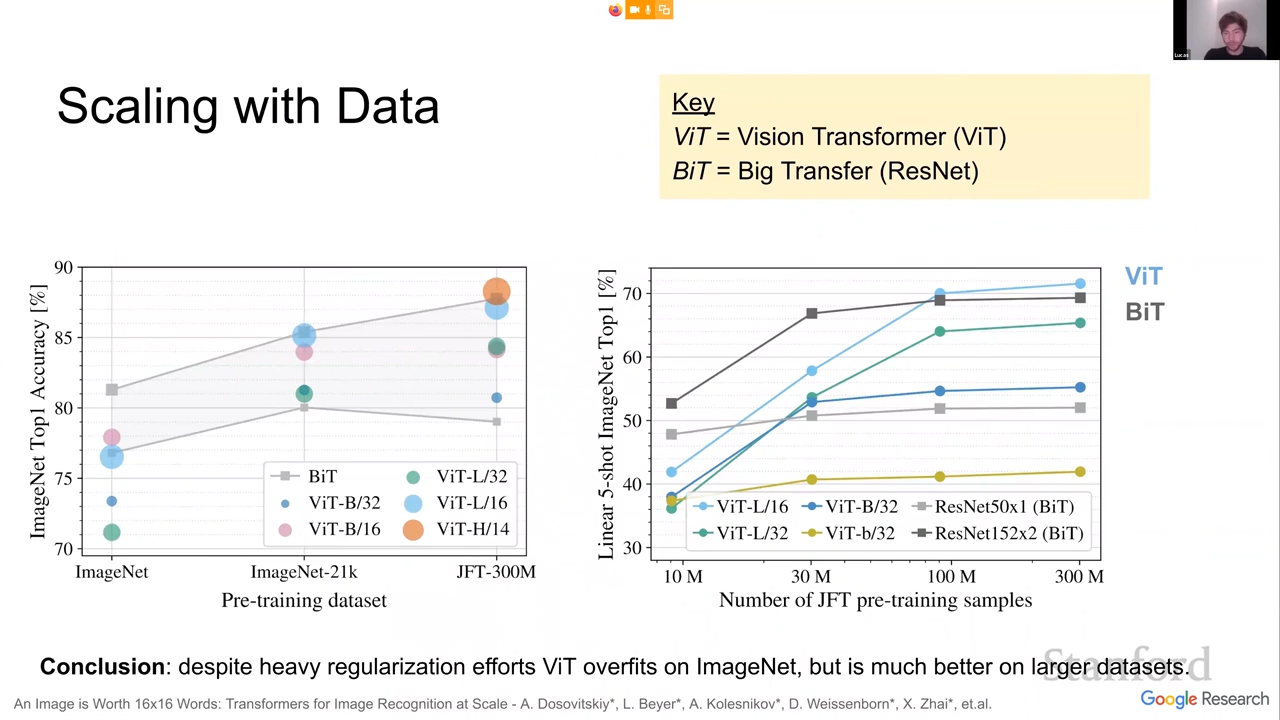 Lucas
Scaling with Data
Key
ViT = Vision Transformer (ViT)
BiT = Big Transfer (ResNet)
ImageNet Top1 Accuracy [%]
90
85
80
75
70
BiT
ViT-B/32
ViT-B/16
ViT-L/32
ViT-L/16
ViT-H/14
ImageNet
ImageNet-21k
JFT-300M
Pre-training dataset
Linear 5-shot ImageNet Top1 [%]
70
60
50
40
30
ViT-L/16
ViT-B/32
ResNet50x1 (BiT)
ViT-L/32
ViT-b/32
ResNet152x2 (BiT)
10 M
30 M
100 M
300 M
Number of JFT pre-training samples
ViT
BiT
Conclusion: despite heavy regularization efforts ViT overfits on ImageNet, but is much better on larger datasets.
Stanford
An Image is Worth 16x16 Words: Transformers for Image Recognition at Scale - A. Dosovitskiy*, L. Beyer*, A. Kolesnikov*, D. Weissenborn*, X. Zhai*, et.al.
Google Research